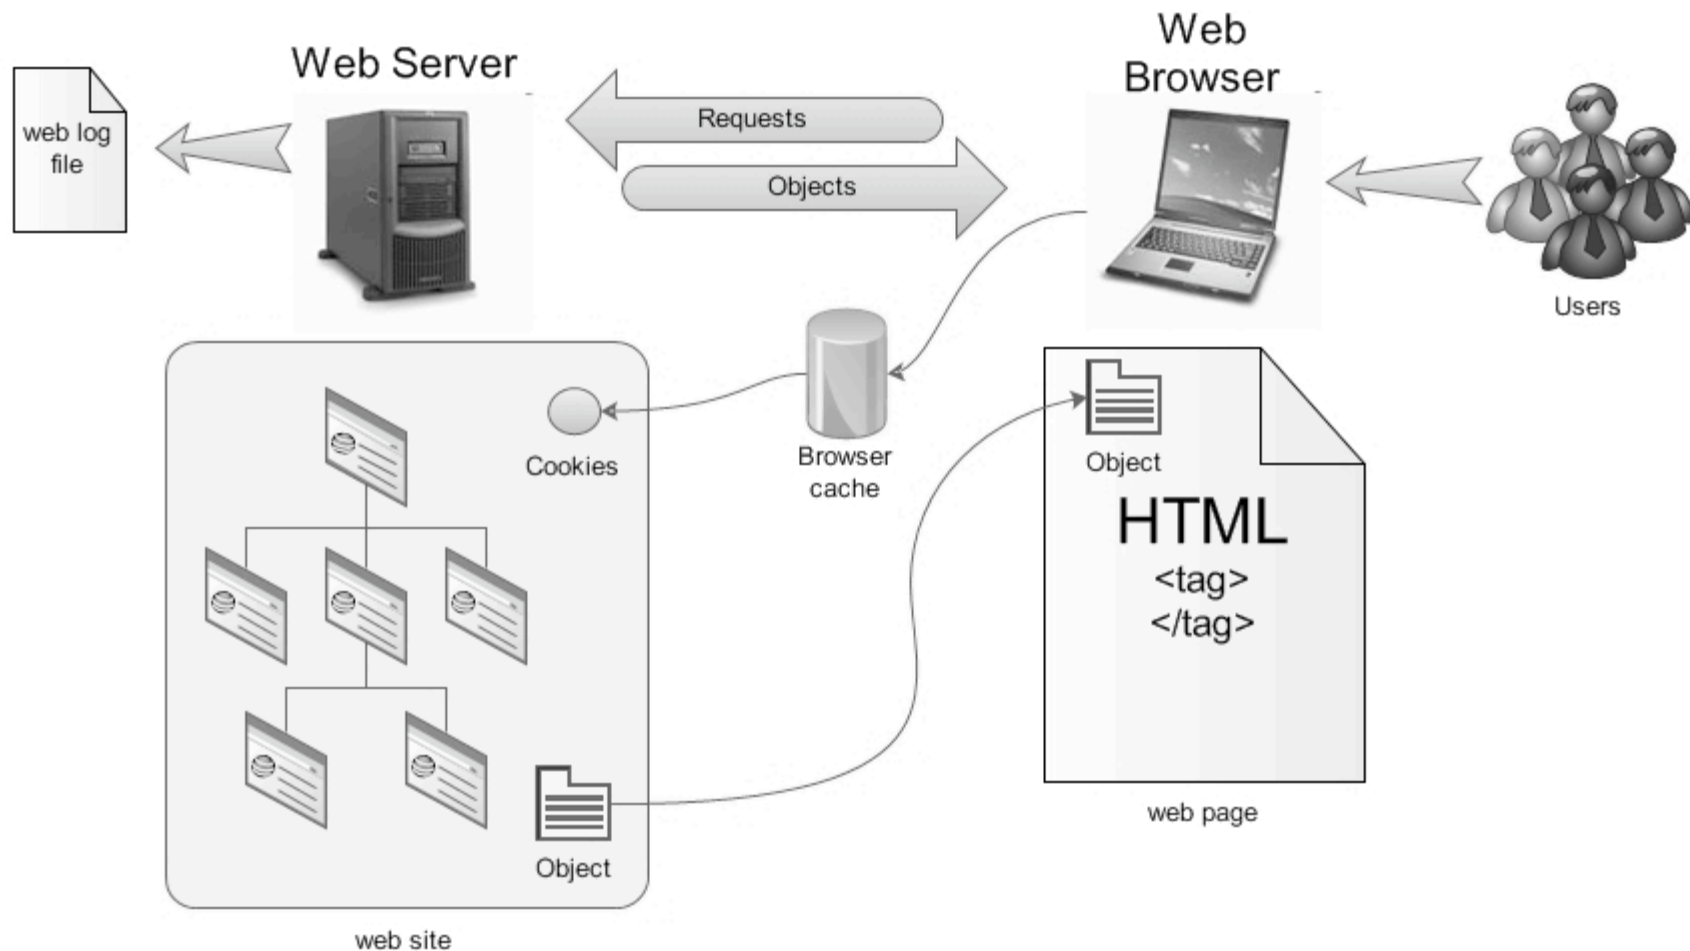 Web Server
Web
Browser
web log
file
Requests
Objects
Users
Cookies
Browser
cache
Object
HTML
<tag>
</tag>
web page
Object
web site